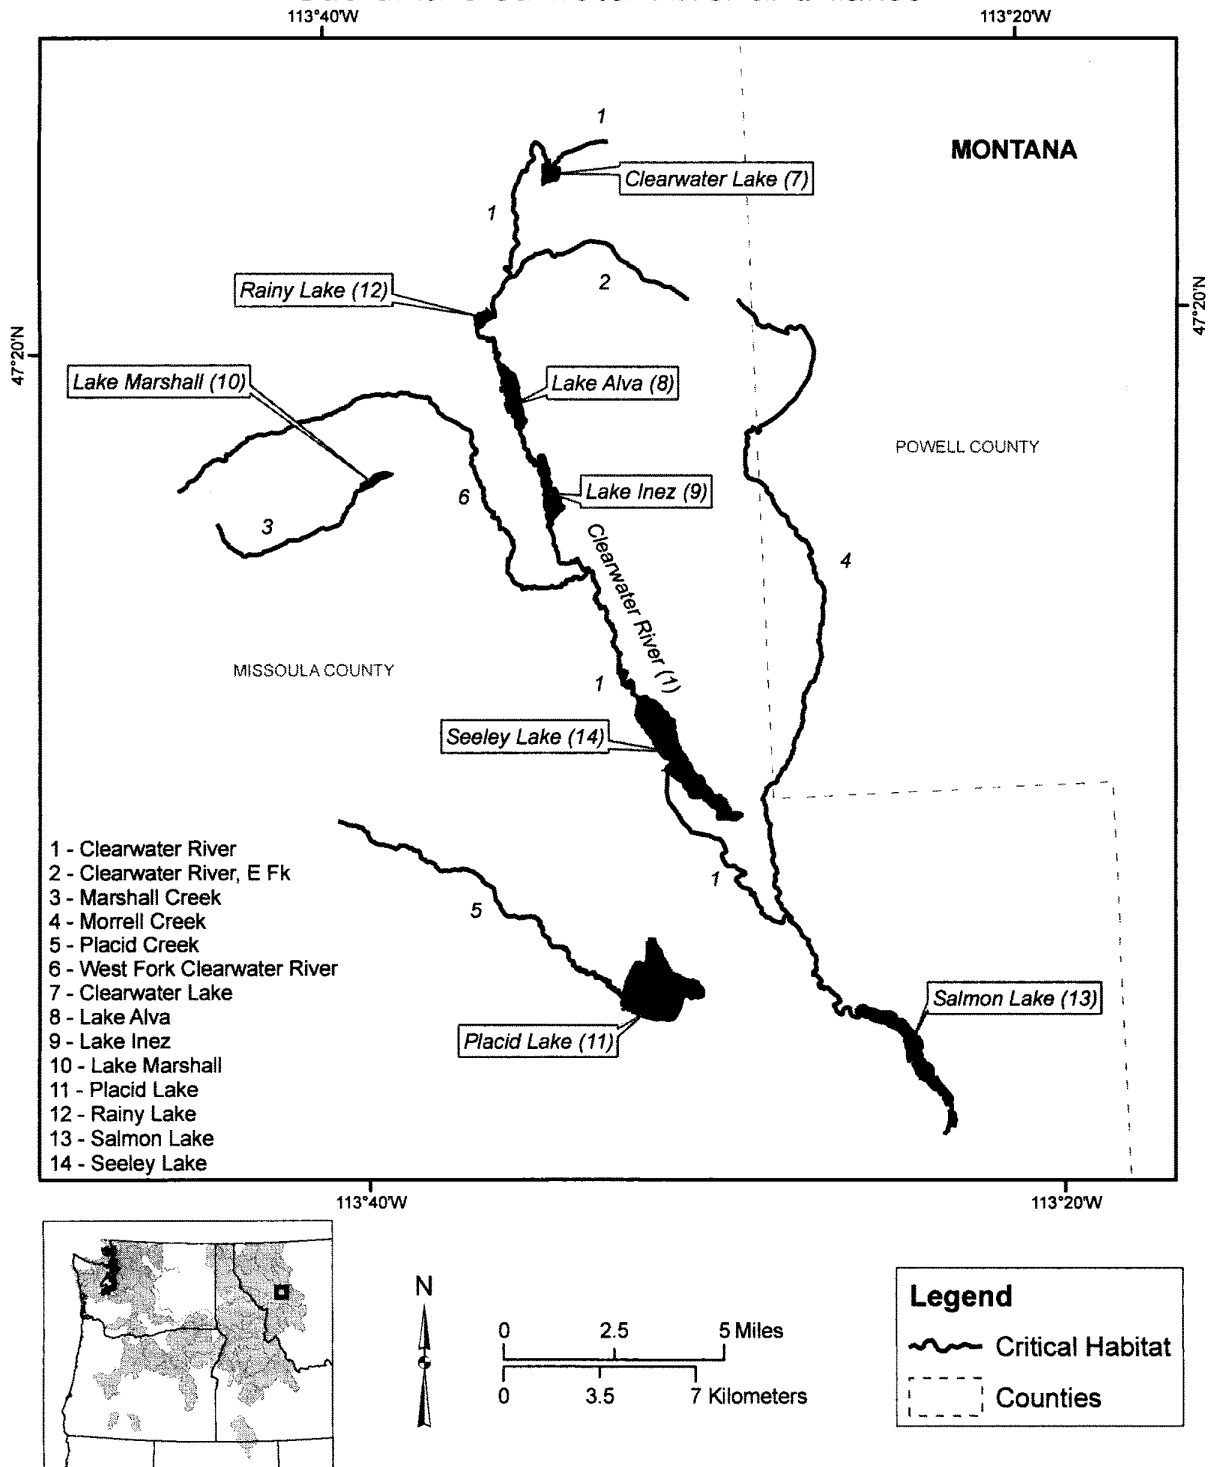 113°40'W 113°20'W
1
MONTANA
Clearwater Lake (7)
1
2
Rainy Lake (12)
47°20'N
47°20'N
Lake Marshall (10)
Lake Alva (8)
POWELL COUNTY
6
Lake Inez (9)
3
Clearwater River (1)
4
MISSOULA COUNTY
1
Seeley Lake (14)
1
5
Salmon Lake (13)
Placid Lake (11)
1 - Clearwater River
2 - Clearwater River, E Fk
3 - Marshall Creek
4 - Morrell Creek
5 - Placid Creek
6 - West Fork Clearwater River
7 - Clearwater Lake
8 - Lake Alva
9 - Lake Inez
10 - Lake Marshall
11 - Placid Lake
12 - Rainy Lake
13 - Salmon Lake
14 - Seeley Lake
113°40'W 113°20'W
N
0 2.5 5 Miles
0 3.5 7 Kilometers
Legend
Critical Habitat
Counties